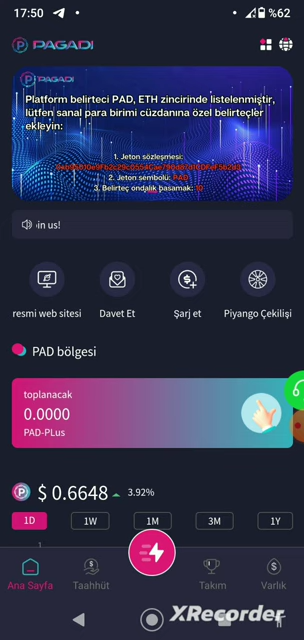 17:50
%62
PAGADI
PAGADI
Platform belirteci PAD, ETH zincirinde listelenmiştir,
lütfen sanal para birimi cüzdanına özel belirteçler
ekleyin:
1. Jeton sözleşmesi:
2. Jeton sembolü: PAD
3. Belirteç ondalık basamak: 10
in us!
resmi web sitesi
Davet Et
Şarj et
Piyango Çekilişi
PAD bölgesi
toplanacak
0.0000
PAD-PLus
$ 0.6648
3.92%
1D
1W
1M
3M
1Y
1
Ana Sayfa
Taahhüt
Takım
Varlık
XRecorder